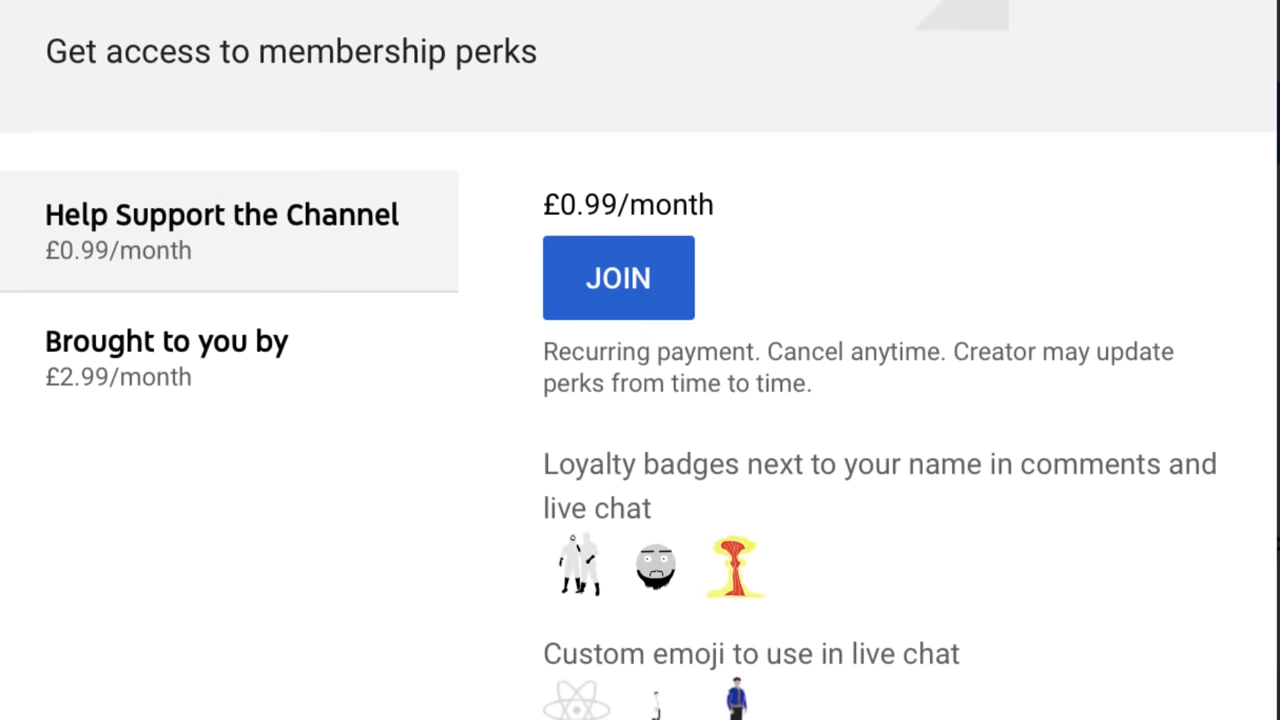 Get access to membership perks
Help Support the Channel
£0.99/month
Brought to you by
£2.99/month
£0.99/month
JOIN
Recurring payment. Cancel anytime. Creator may update
perks from time to time.
Loyalty badges next to your name in comments and
live chat
Custom emoji to use in live chat